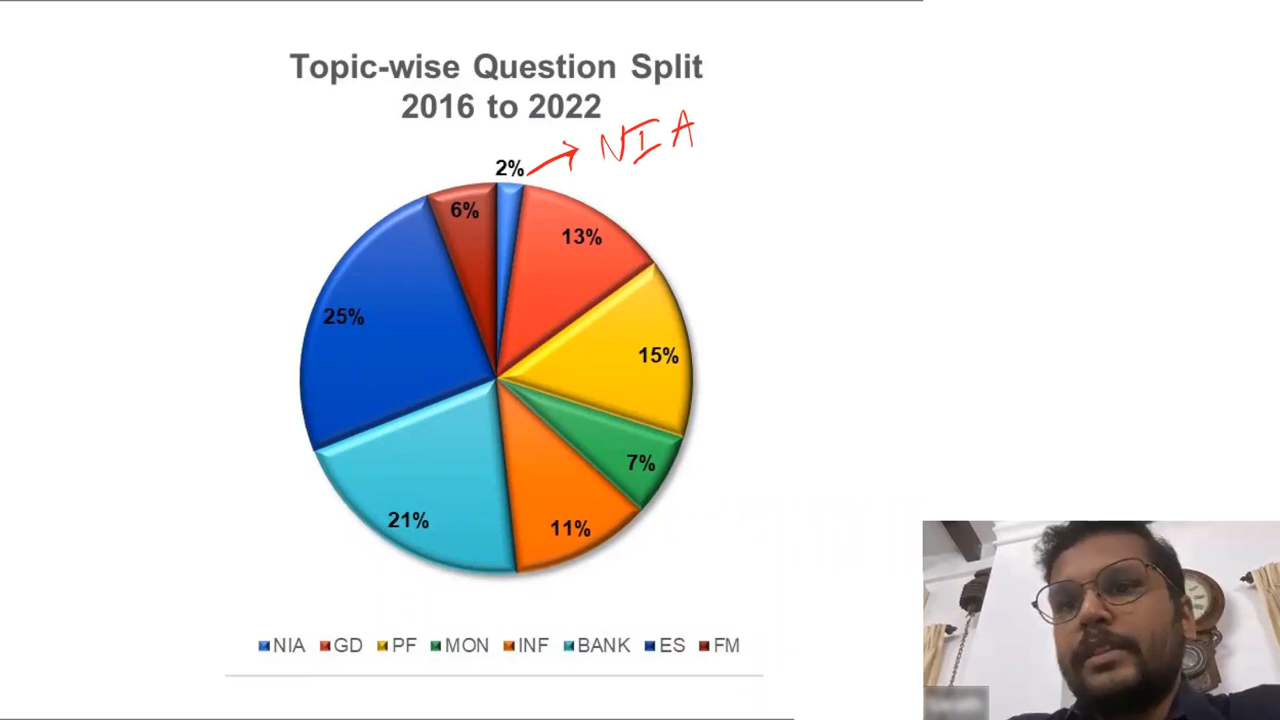 Topic-wise Question Split
2016 to 2022
NIA
2%
6%
13%
25%
15%
7%
21%
11%
NIA GD PF MON INF BANK ES FM